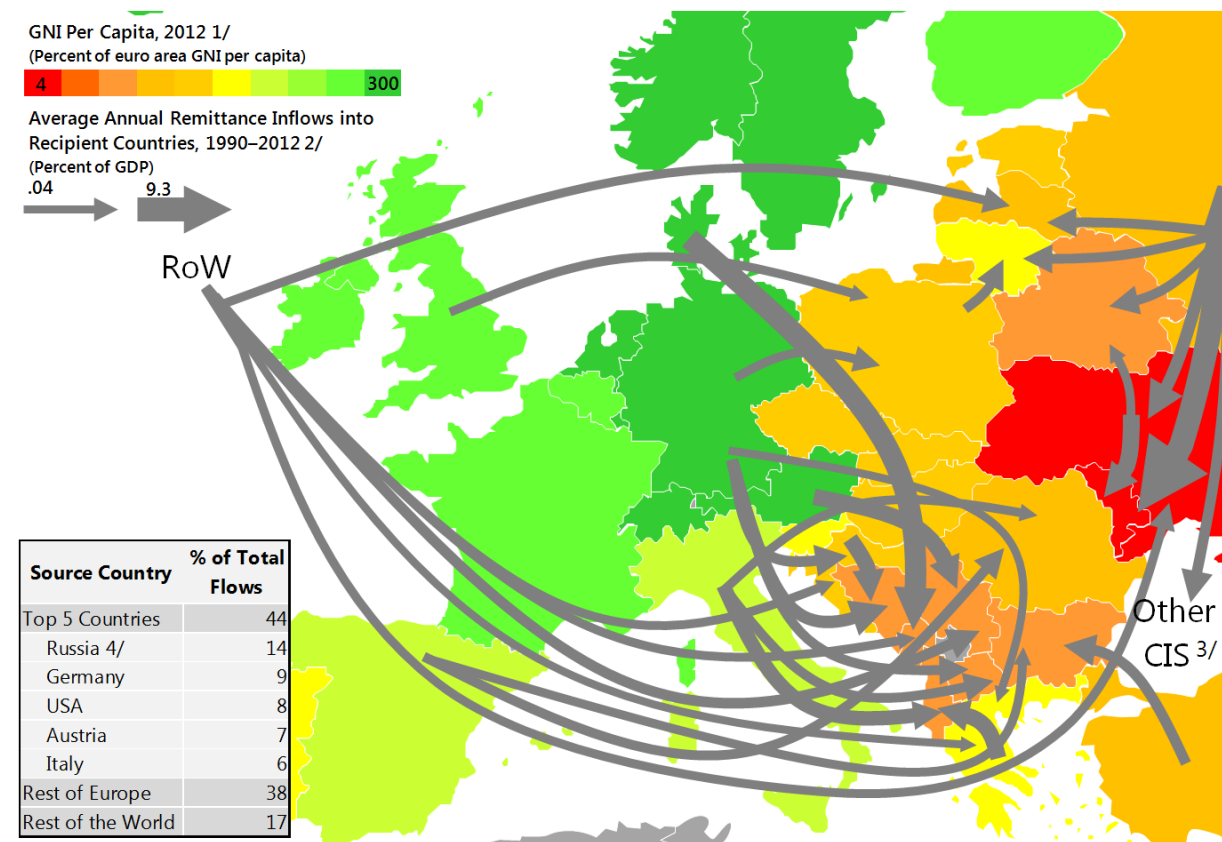 GNI Per Capita, 2012 1/
(Percent of euro area GNI per capita)
4 300
Average Annual Remittance Inflows into
Recipient Countries, 1990–2012 2/
(Percent of GDP)
.04 9.3
RoW
Other
CIS 3/
Source Country % of Total Flows
Top 5 Countries 44
Russia 4/ 14
Germany 9
USA 8
Austria 7
Italy 6
Rest of Europe 38
Rest of the World 17